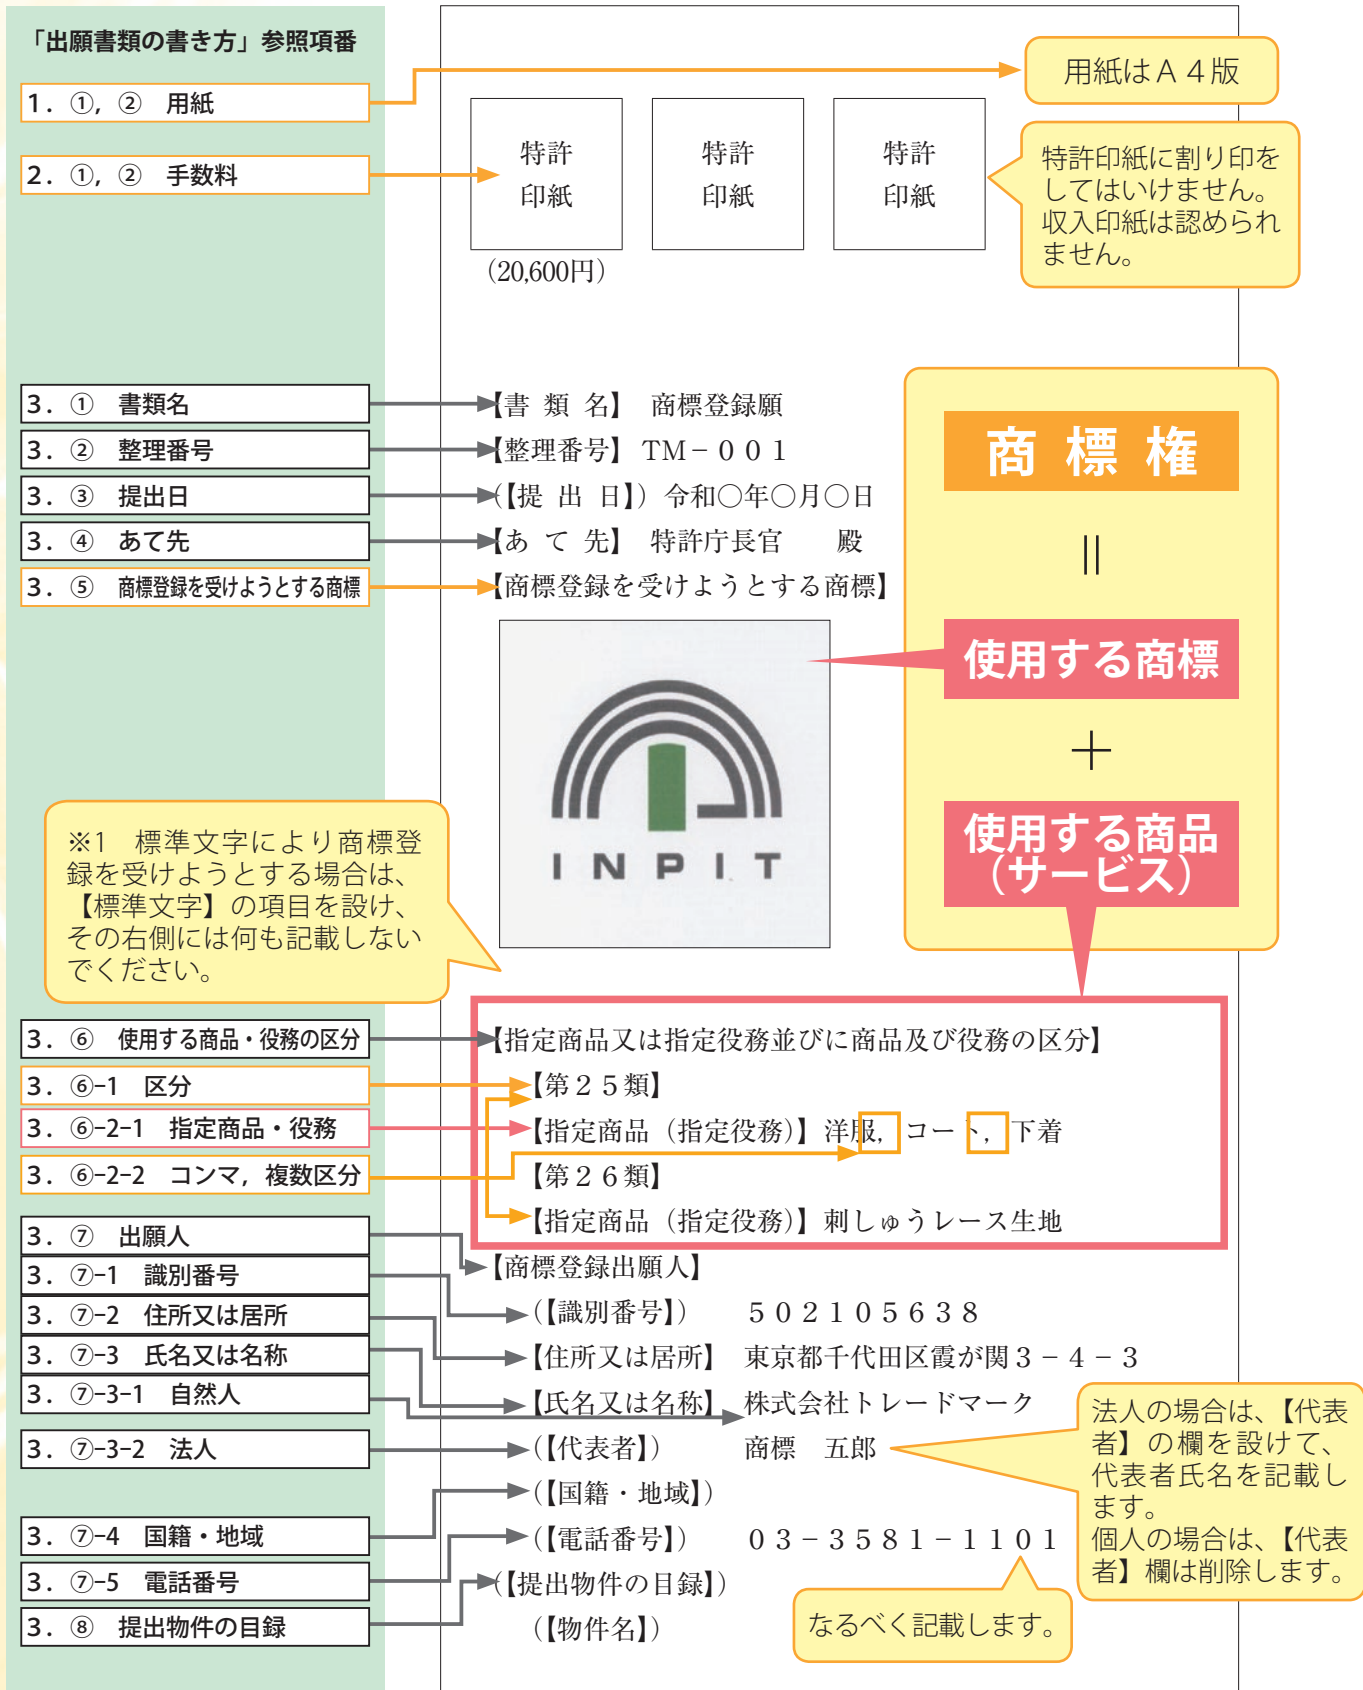 「出願書類の書き方」参照項番
1. ①, ② 用紙
2. ①, ② 手数料
3. ① 書類名
3. ② 整理番号
3. ③ 提出日
3. ④ あて先
3. ⑤ 商標登録を受けようとする商標
※1 標準文字により商標登
録を受けようとする場合は、
【標準文字】の項目を設け、
その右側には何も記載しない
でください。
3. ⑥ 使用する商品・役務の区分
3. ⑥-1 区分
3. ⑥-2-1 指定商品・役務
3. ⑥-2-2 コンマ, 複数区分
3. ⑦ 出願人
3. ⑦-1 識別番号
3. ⑦-2 住所又は居所
3. ⑦-3 氏名又は名称
3. ⑦-3-1 自然人
3. ⑦-3-2 法人
3. ⑦-4 国籍・地域
3. ⑦-5 電話番号
3. ⑧ 提出物件の目録
用紙はA4版
特許
印紙
特許
印紙
特許
印紙
(20,600円)
特許印紙に割り印を
してはいけません。
収入印紙は認められ
ません。
【書 類 名】 商標登録願
【整理番号】 TM－001
(【提 出 日】) 令和○年○月○日
【あ て 先】 特許庁長官 殿
【商標登録を受けようとする商標】
INPIT
商標権
||
使用する商標
＋
使用する商品
(サービス)
【指定商品又は指定役務並びに商品及び役務の区分】
【第25類】
【指定商品(指定役務)】洋服, コート, 下着
【第26類】
【指定商品(指定役務)】刺しゅうレース生地
【商標登録出願人】
(【識別番号】) 502105638
【住所又は居所】 東京都千代田区霞が関3－4－3
【氏名又は名称】 株式会社トレードマーク
(【代表者】) 商標 五郎
(【国籍・地域】)
(【電話番号】) 03－3581－1101
(【提出物件の目録】)
(【物件名】)
法人の場合は、【代表
者】の欄を設けて、
代表者氏名を記載し
ます。
個人の場合は、【代表
者】欄は削除します。
なるべく記載します。